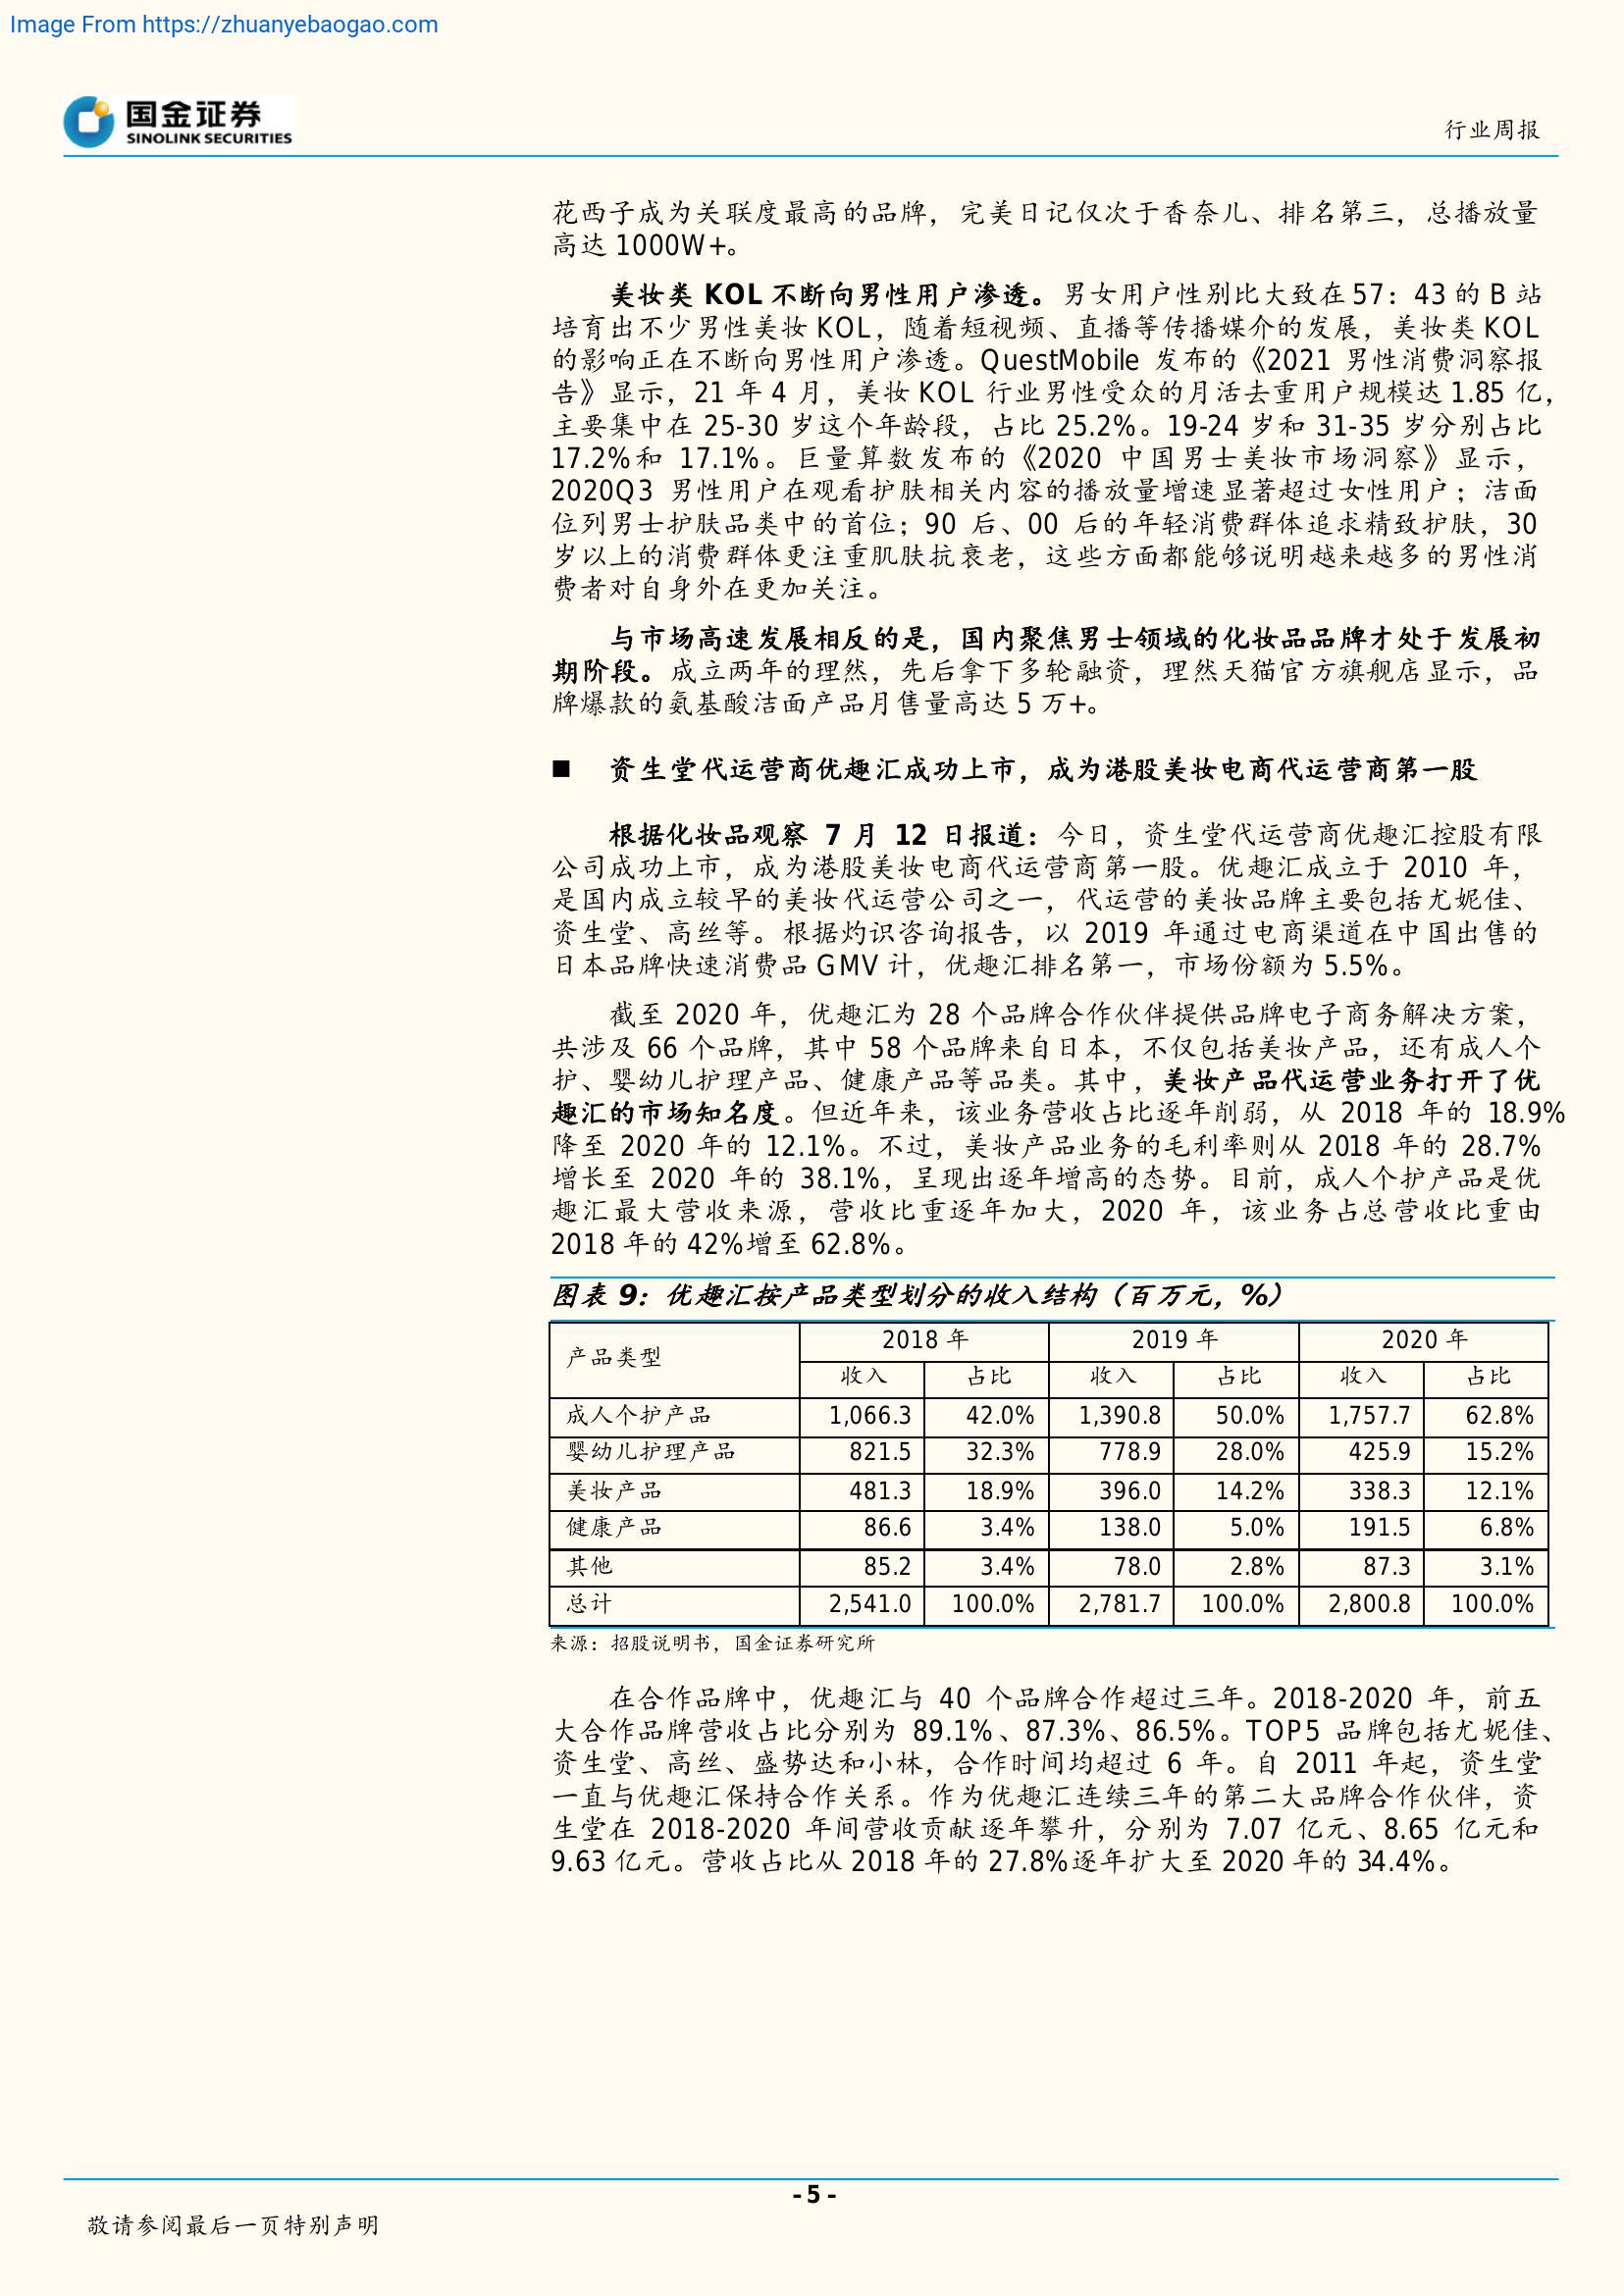 Image From https://zhuanyebaogao.com
国金证券
SINOLINK SECURITIES
行业周报
花西子成为关联度最高的品牌，完美日记仅次于香奈儿、排名第三，总播放量
高达 1000W+。
美妆类 KOL 不断向男性用户渗透。男女用户性别比大致在 57：43 的 B 站
培育出不少男性美妆 KOL，随着短视频、直播等传播媒介的发展，美妆类 KOL
的影响正在不断向男性用户渗透。QuestMobile 发布的《2021 男性消费洞察报
告》显示，21 年 4 月，美妆 KOL 行业男性受众的月活去重用户规模达 1.85 亿，
主要集中在 25-30 岁这个年龄段，占比 25.2%。19-24 岁和 31-35 岁分别占比
17.2%和 17.1%。巨量算数发布的《2020 中国男士美妆市场洞察》显示，
2020Q3 男性用户在观看护肤相关内容的播放量增速显著超过女性用户；洁面
位列男士护肤品类中的首位；90 后、00 后的年轻消费群体追求精致护肤，30
岁以上的消费群体更注重肌肤抗衰老，这些方面都能够说明越来越多的男性消
费者对自身外在更加关注。
与市场高速发展相反的是，国内聚焦男士领域的化妆品品牌才处于发展初
期阶段。成立两年的理然，先后拿下多轮融资，理然天猫官方旗舰店显示，品
牌爆款的氨基酸洁面产品月售量高达 5 万+。
■ 资生堂代运营商优趣汇成功上市，成为港股美妆电商代运营商第一股
根据化妆品观察 7 月 12 日报道：今日，资生堂代运营商优趣汇控股有限
公司成功上市，成为港股美妆电商代运营商第一股。优趣汇成立于 2010 年，
是国内成立较早的美妆代运营公司之一，代运营的美妆品牌主要包括尤妮佳、
资生堂、高丝等。根据灼识咨询报告，以 2019 年通过电商渠道在中国出售的
日本品牌快速消费品 GMV 计，优趣汇排名第一，市场份额为 5.5%。
截至 2020 年，优趣汇为 28 个品牌合作伙伴提供品牌电子商务解决方案，
共涉及 66 个品牌，其中 58 个品牌来自日本，不仅包括美妆产品，还有成人个
护、婴幼儿护理产品、健康产品等品类。其中，美妆产品代运营业务打开了优
趣汇的市场知名度。但近年来，该业务营收占比逐年削弱，从 2018 年的 18.9%
降至 2020 年的 12.1%。不过，美妆产品业务的毛利率则从 2018 年的 28.7%
增长至 2020 年的 38.1%，呈现出逐年增高的态势。目前，成人个护产品是优
趣汇最大营收来源，营收比重逐年加大，2020 年，该业务占总营收比重由
2018 年的 42%增至 62.8%。
图表 9：优趣汇按产品类型划分的收入结构（百万元，%）
产品类型 2018 年 2019 年 2020 年
收入 占比 收入 占比 收入 占比
成人个护产品 1,066.3 42.0% 1,390.8 50.0% 1,757.7 62.8%
婴幼儿护理产品 821.5 32.3% 778.9 28.0% 425.9 15.2%
美妆产品 481.3 18.9% 396.0 14.2% 338.3 12.1%
健康产品 86.6 3.4% 138.0 5.0% 191.5 6.8%
其他 85.2 3.4% 78.0 2.8% 87.3 3.1%
总计 2,541.0 100.0% 2,781.7 100.0% 2,800.8 100.0%
来源：招股说明书，国金证券研究所
在合作品牌中，优趣汇与 40 个品牌合作超过三年。2018-2020 年，前五
大合作品牌营收占比分别为 89.1%、87.3%、86.5%。TOP5 品牌包括尤妮佳、
资生堂、高丝、盛势达和小林，合作时间均超过 6 年。自 2011 年起，资生堂
一直与优趣汇保持合作关系。作为优趣汇连续三年的第二大品牌合作伙伴，资
生堂在 2018-2020 年间营收贡献逐年攀升，分别为 7.07 亿元、8.65 亿元和
9.63 亿元。营收占比从 2018 年的 27.8%逐年扩大至 2020 年的 34.4%。
- 5 -
敬请参阅最后一页特别声明